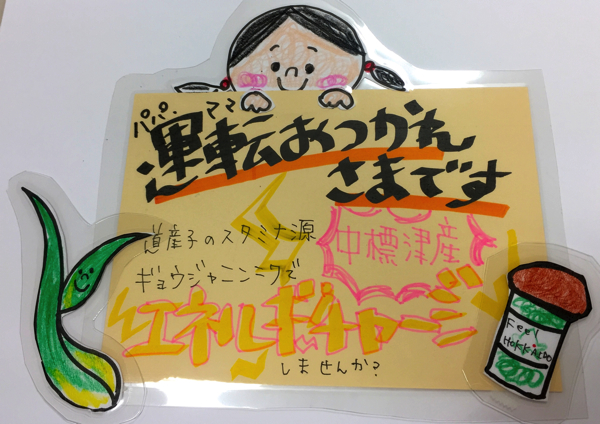 パパ・ママ
運転おつかれ
さまです
道産子のスタミナ源
中標津産
ギョウジャニンニクで
エネルギーチャージ
しませんか?
Feel
HOKKAIDO